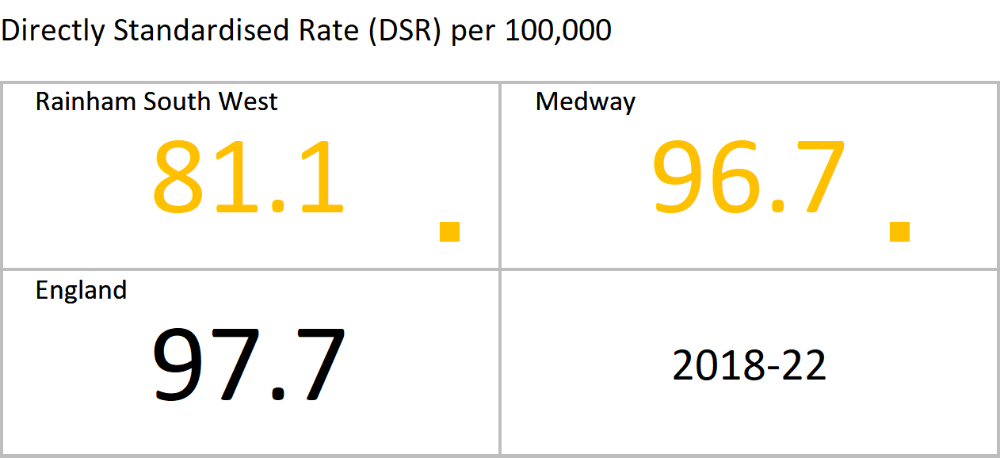 Directly Standardised Rate (DSR) per 100,000
Rainham South West
81.1
Medway
96.7
England
97.7
2018-22